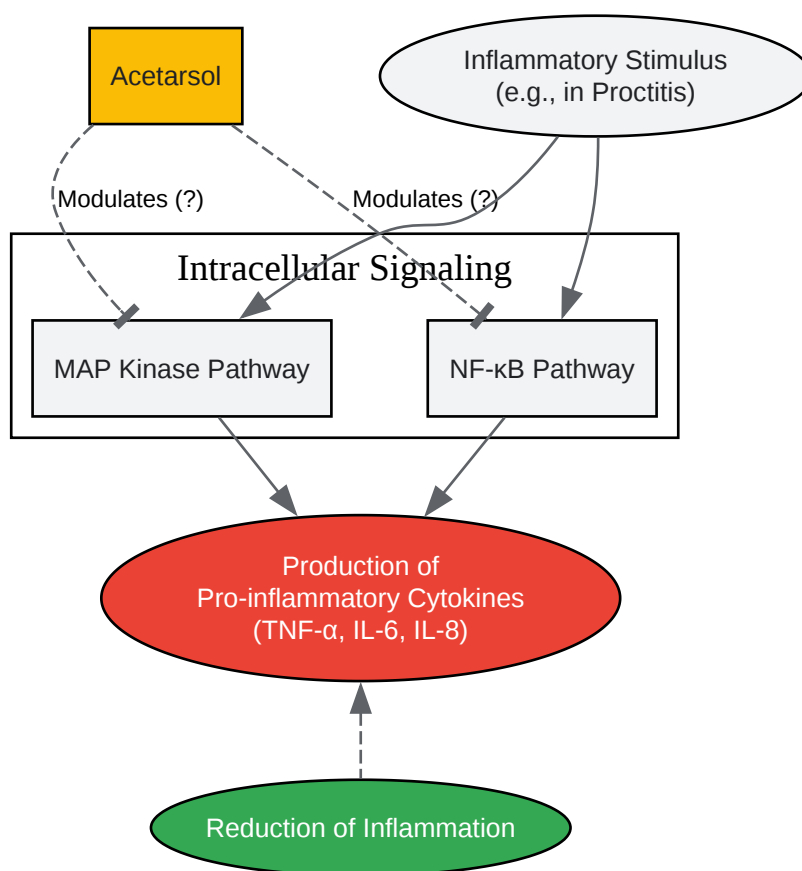 Acetarsol
Inflammatory Stimulus
(e.g., in Proctitis)
Modulates (?)
Modulates (?)
Intracellular Signaling
MAP Kinase Pathway
NF-κB Pathway
Production of
Pro-inflammatory Cytokines
(TNF-α, IL-6, IL-8)
Reduction of Inflammation